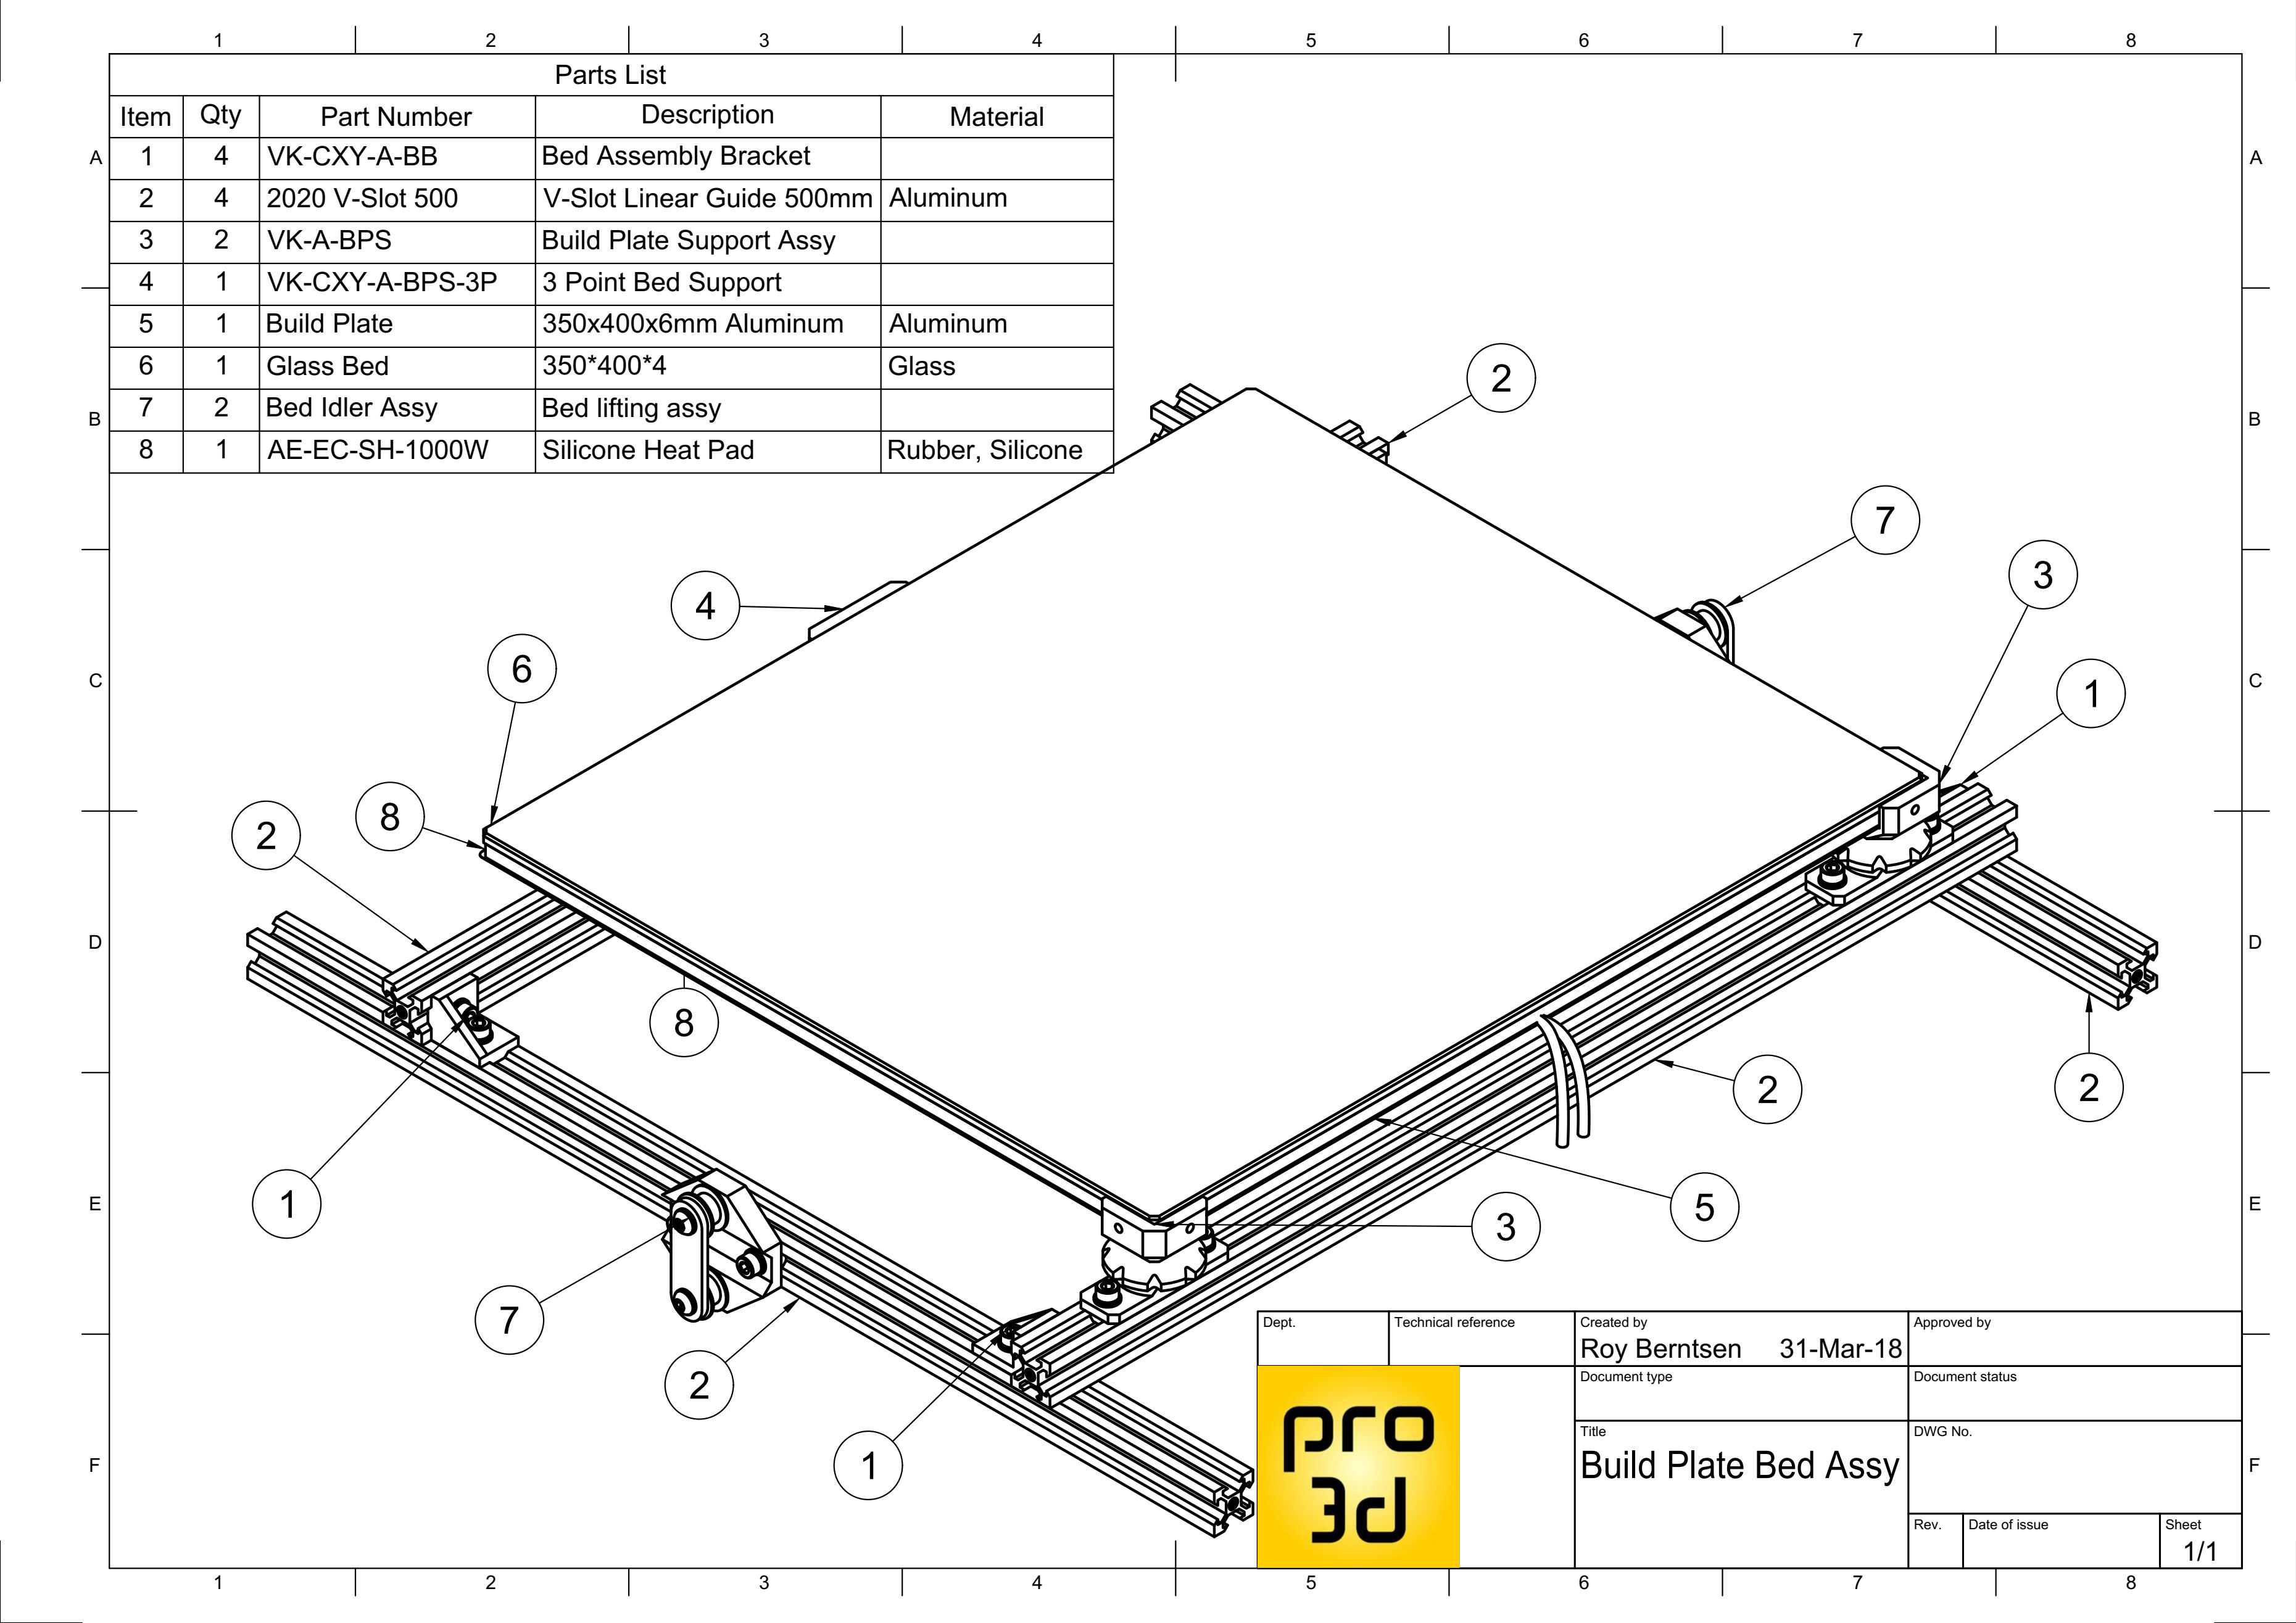 1 2 3 4 5 6 7 8
Parts List
Item Qty Part Number Description Material
1 4 VK-CXY-A-BB Bed Assembly Bracket
2 4 2020 V-Slot 500 V-Slot Linear Guide 500mm Aluminum
3 2 VK-A-BPS Build Plate Support Assy
4 1 VK-CXY-A-BPS-3P 3 Point Bed Support
5 1 Build Plate 350x400x6mm Aluminum Aluminum
6 1 Glass Bed 350*400*4 Glass
7 2 Bed Idler Assy Bed lifting assy
8 1 AE-EC-SH-1000W Silicone Heat Pad Rubber, Silicone
A A
B B
C C
D D
E E
F F
2
7
3
4
6
1
8
2
8
2
2
1
5
3
7
2
1
Dept. Technical reference Created by Approved by
Roy Berntsen 31-Mar-18
Document type Document status
pro
3d
Title DWG No.
Build Plate Bed Assy
Rev. Date of issue Sheet
1/1
1 2 3 4 5 6 7 8